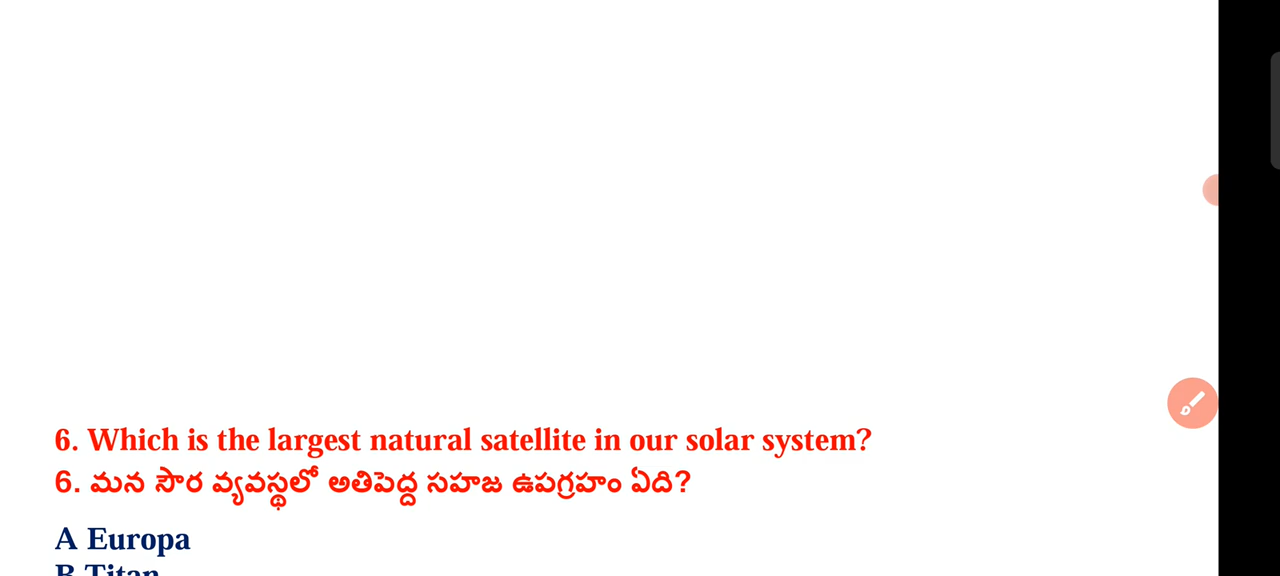 6. Which is the largest natural satellite in our solar system?
6. మన సౌర వ్యవస్థలో అతిపెద్ద సహజ ఉపగ్రహం ఏది?
A Europa
B Titan